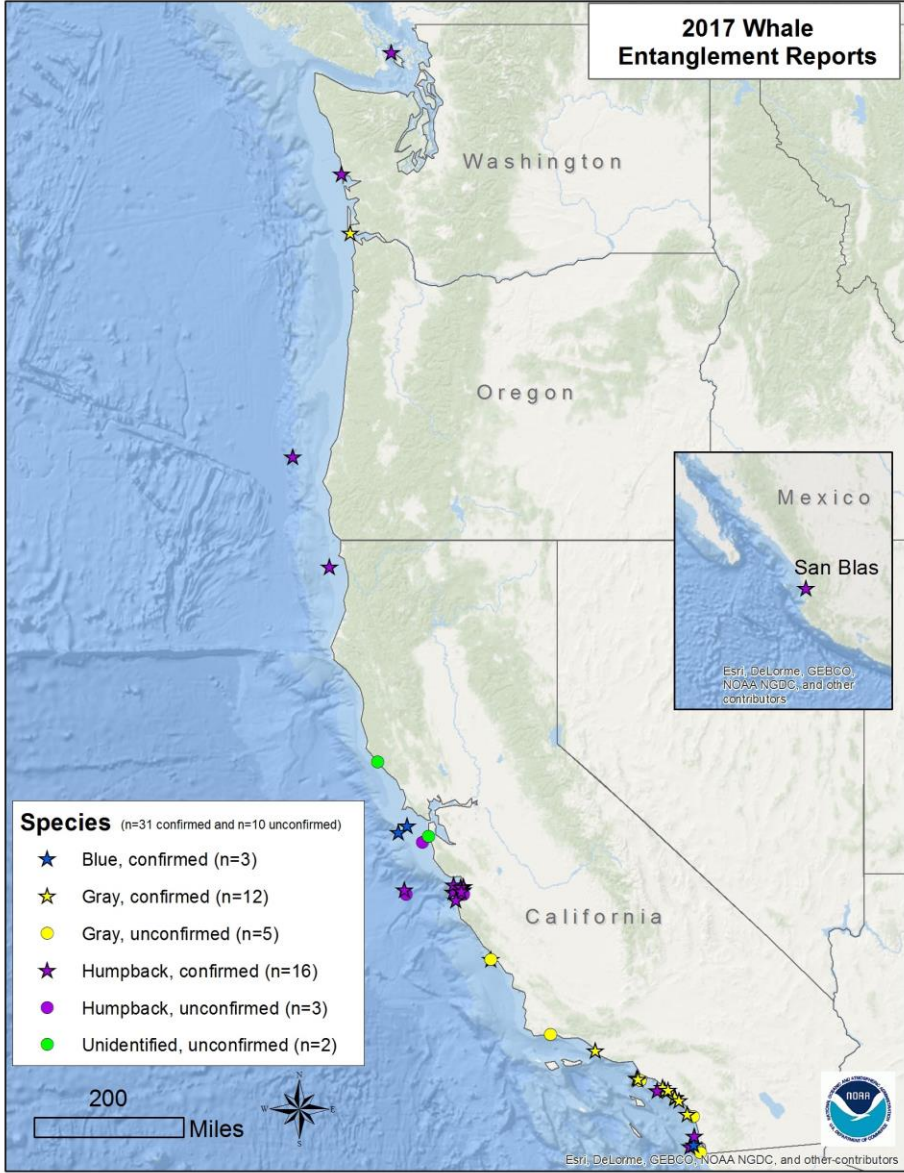 2017 Whale
Entanglement Reports
Washington
Oregon
Mexico
San Blas
Esri, DeLorme, GEBCO,
NOAA NGDC, and other
contributors
California
Species (n=31 confirmed and n=10 unconfirmed)
Blue, confirmed (n=3)
Gray, confirmed (n=12)
Gray, unconfirmed (n=5)
Humpback, confirmed (n=16)
Humpback, unconfirmed (n=3)
Unidentified, unconfirmed (n=2)
200
Miles
N
W E
S
NOAA
Esri, DeLorme, GEBCO, NOAA NGDC, and other contributors